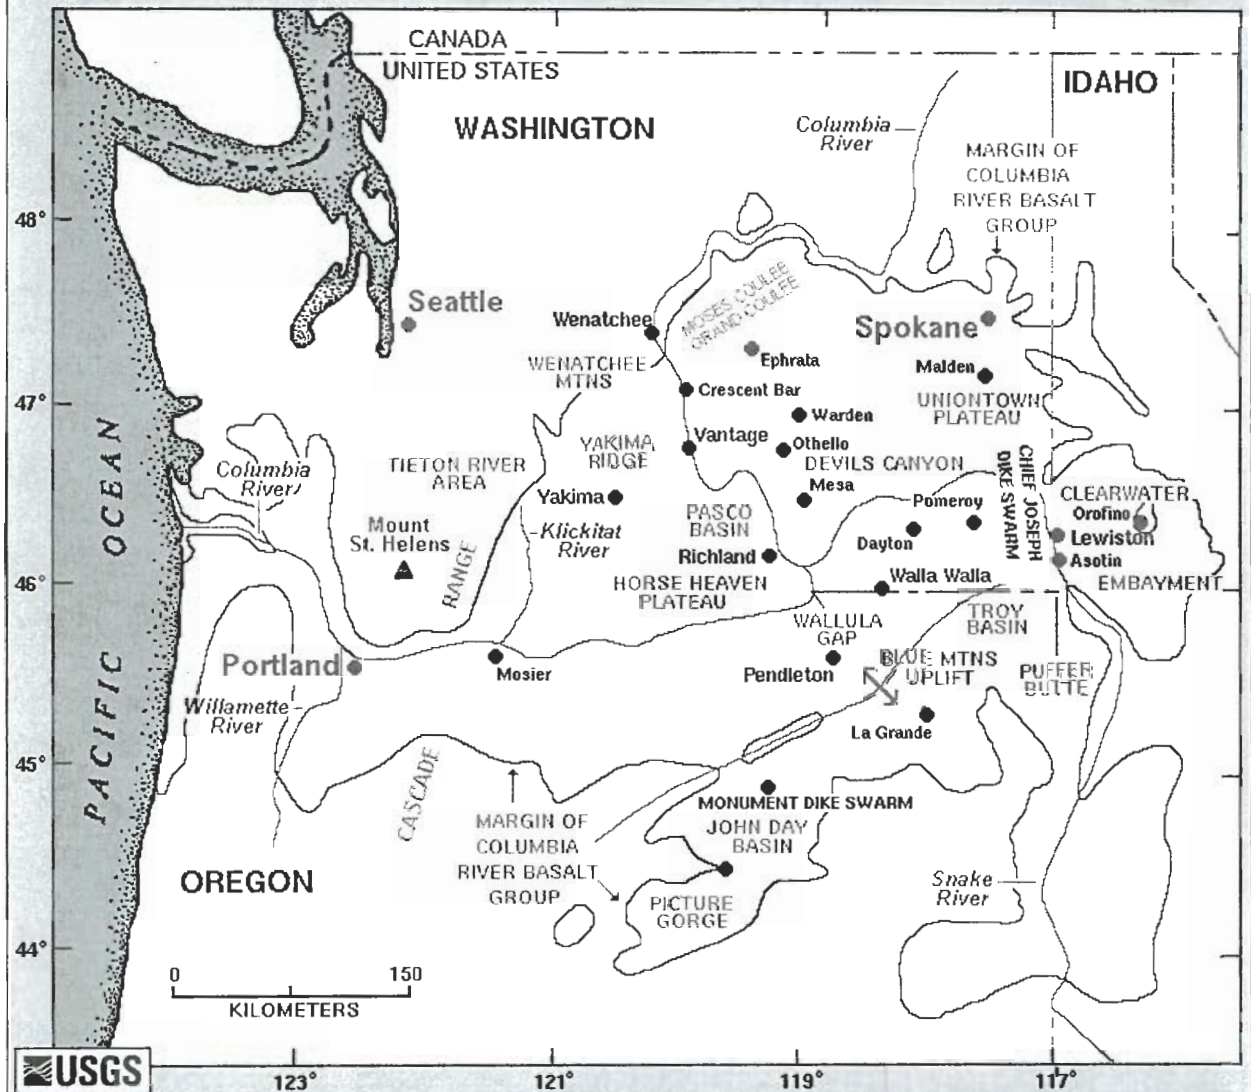 CANADA
UNITED STATES
IDAHO
WASHINGTON
Columbia
River
MARGIN OF
COLUMBIA
RIVER BASALT
GROUP
48°
Seattle
MOSES COULEE
GRAND COULEE
Wenatchee
Spokane
WENATCHEE
MTNS
Ephrata
Malden
Crescent Bar
UNIONTOWN
PLATEAU
47°
Warden
Vantage
YAKIMA
RIDGE
Othello
DEVILS CANYON
Columbia
River
TIETON RIVER
AREA
Mesa
CHIEF JOSEPH
DIKE SWARM
CLEARWATER
Yakima
Pomeroy
Orofino
PASCO
BASIN
Mount
St. Helens
Klickitat
River
Dayton
Lewiston
Richland
Asotin
46°
RANGE
HORSE HEAVEN
PLATEAU
Walla Walla
EMBAYMENT
WALLULA
GAP
TROY
BASIN
Portland
Mosier
Pendleton
BLUE MTNS
UPLIFT
PUFFER
BUTTE
Willamette
River
La Grande
PACIFIC OCEAN
45°
CASCADE
MONUMENT DIKE SWARM
MARGIN OF
COLUMBIA
RIVER BASALT
GROUP
JOHN DAY
BASIN
OREGON
Snake
River
PICTURE
GORGE
44°
0 150
KILOMETERS
USGS
123° 121° 119° 117°